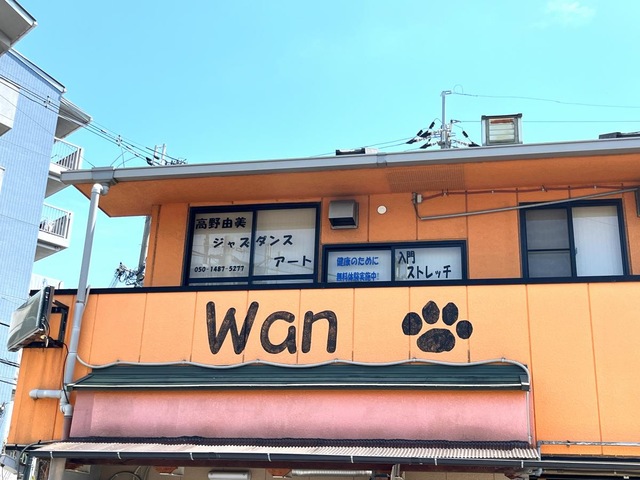 高野由美
ジャズダンス
アート
050-1487-5277
健康のために
無料体験実施中!
入門
ストレッチ
Wan